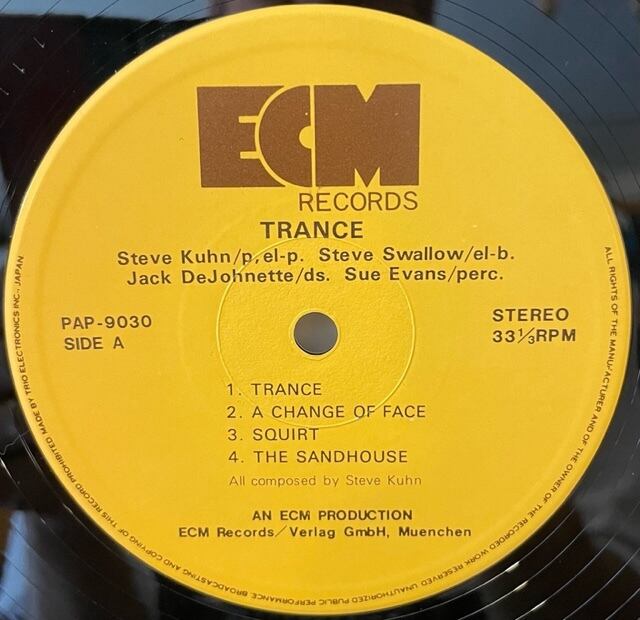 ECM
RECORDS
TRANCE
Steve Kuhn/p, el-p. Steve Swallow/el-b.
Jack DeJohnette/ds. Sue Evans/perc.
PAP-9030
SIDE A
STEREO
33⅓RPM
1. TRANCE
2. A CHANGE OF FACE
3. SQUIRT
4. THE SANDHOUSE
All composed by Steve Kuhn
AN ECM PRODUCTION
ECM Records/Verlag GmbH, Muenchen
ALL RIGHTS OF THE MANUFACTURER AND OF THE OWNER OF THE RECORDED WORK RESERVED UNAUTHORIZED PUBLIC PERFORMANCE BROADCASTING AND COPYING OF THIS RECORD PROHIBITED MADE BY TRIO ELECTRONICS INC., JAPAN